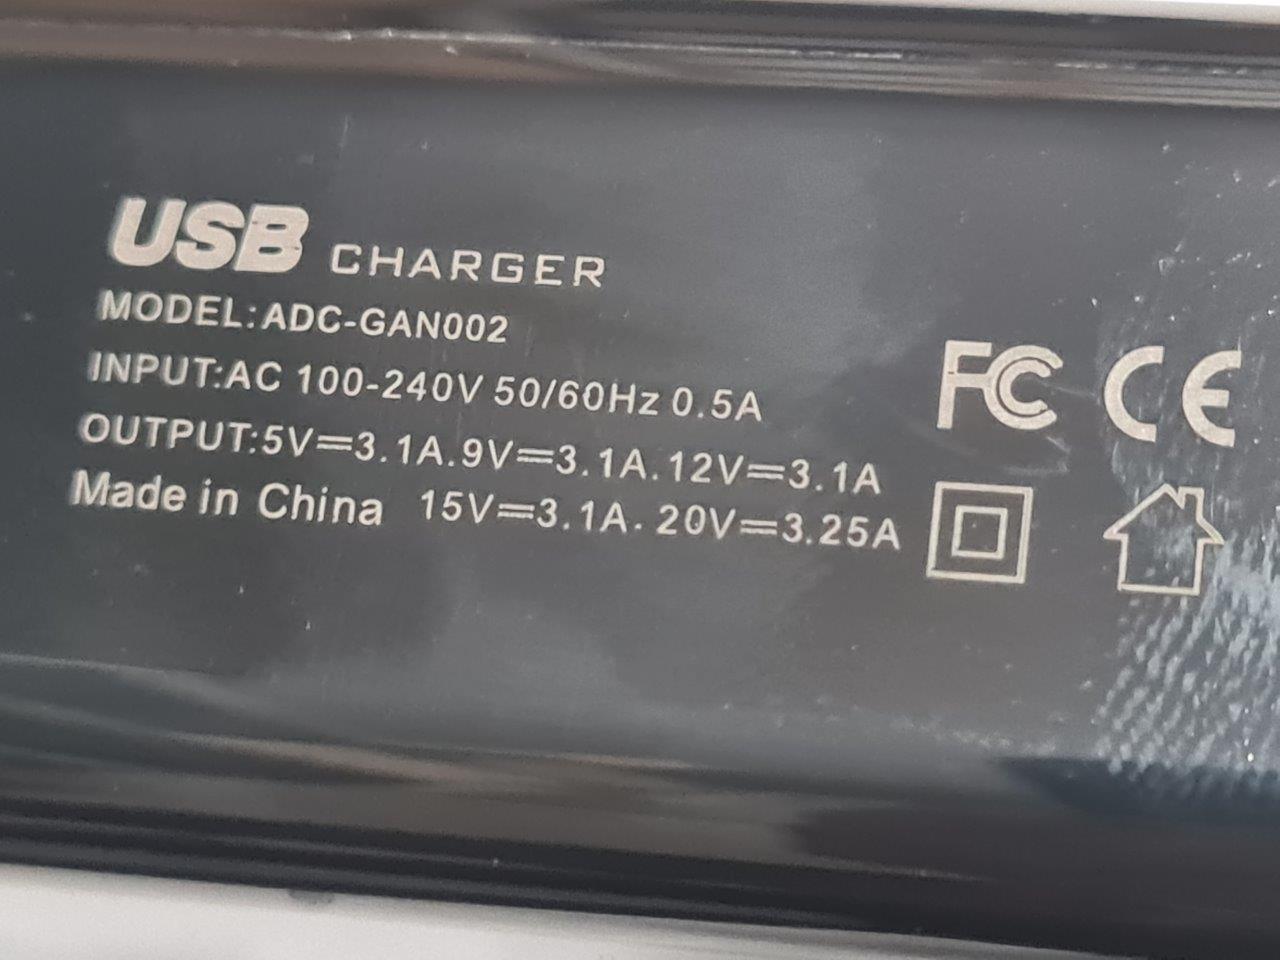 USB CHARGER
MODEL:ADC-GAN002
INPUT:AC 100-240V 50/60Hz 0.5A
OUTPUT:5V⎓3.1A.9V⎓3.1A.12V⎓3.1A
Made in China 15V⎓3.1A. 20V⎓3.25A
FC CE